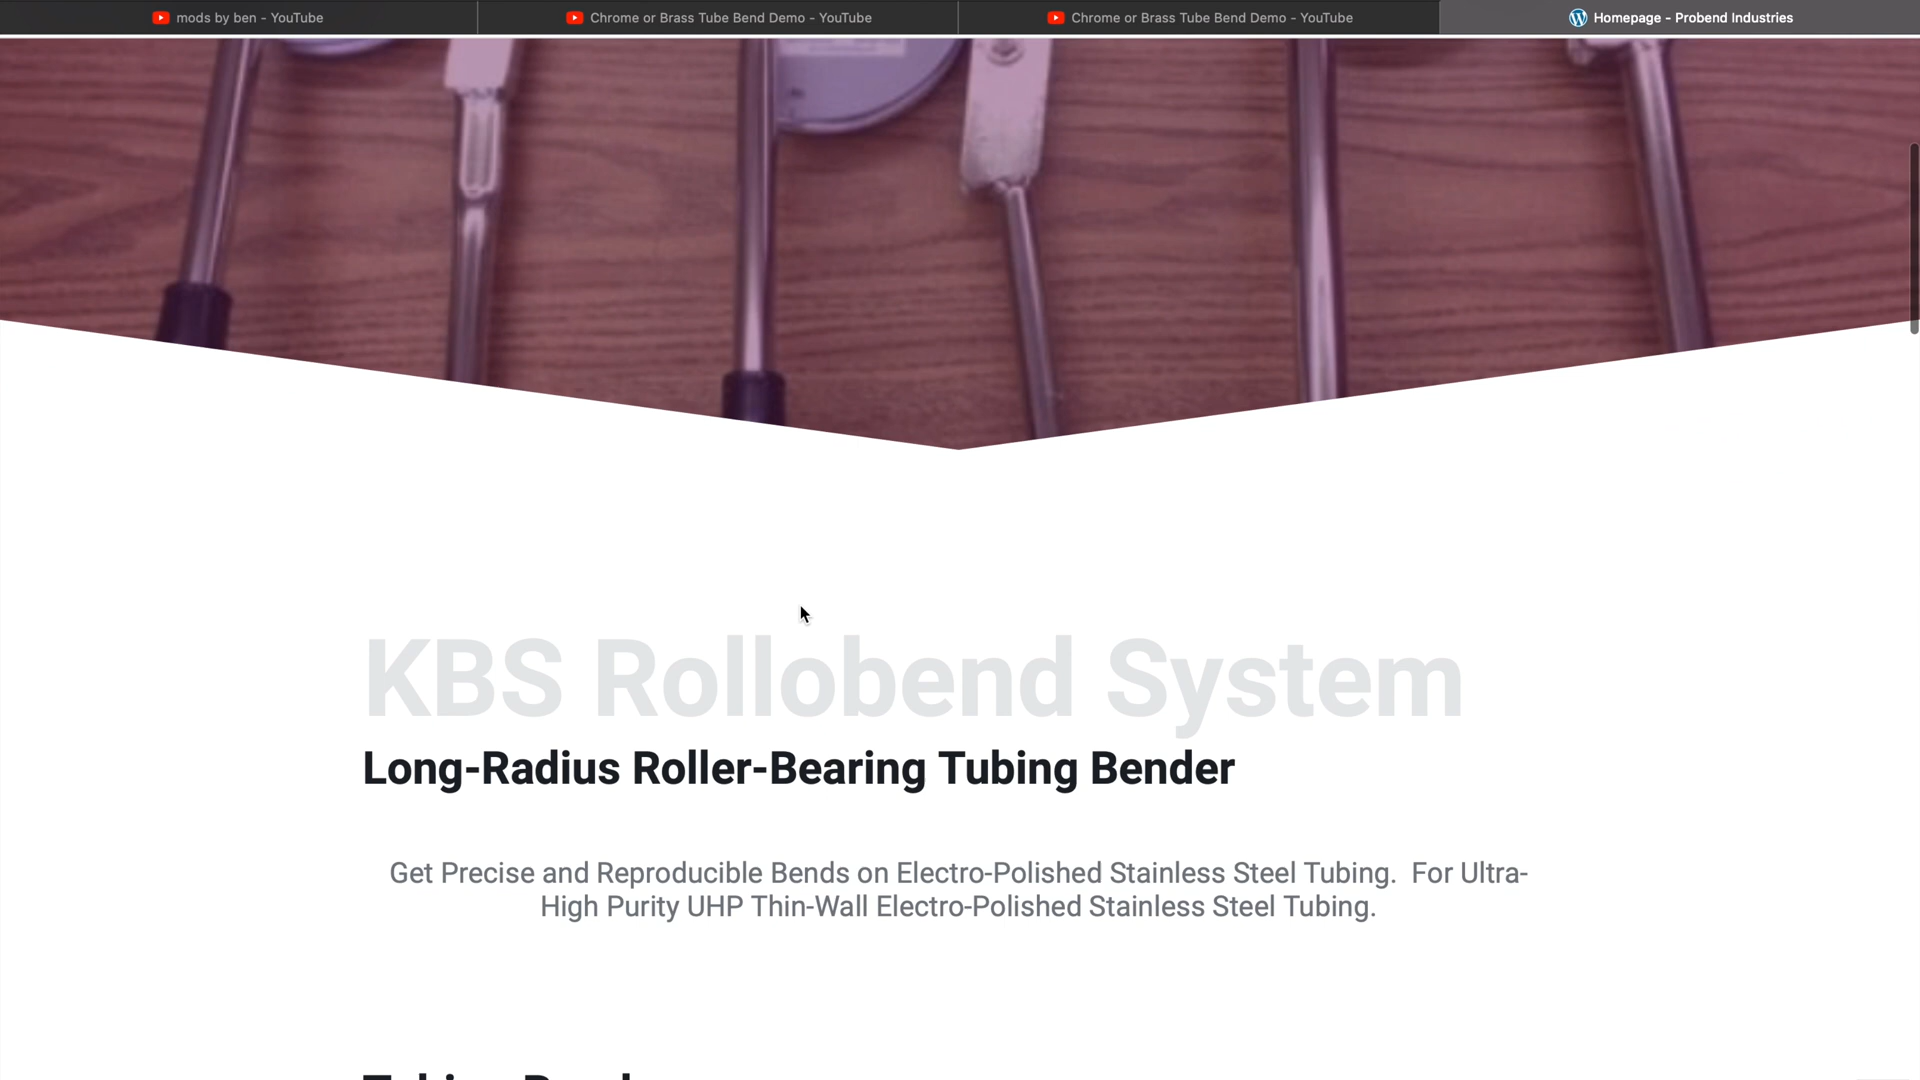 mods by ben - YouTube
Chrome or Brass Tube Bend Demo - YouTube
Chrome or Brass Tube Bend Demo - YouTube
Homepage - Probend Industries
KBS Rollobend System
Long-Radius Roller-Bearing Tubing Bender
Get Precise and Reproducible Bends on Electro-Polished Stainless Steel Tubing.  For Ultra-
High Purity UHP Thin-Wall Electro-Polished Stainless Steel Tubing.